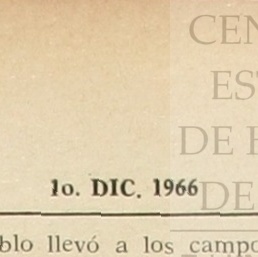 CEN
ES
DE
1o. DIC. 1966
DE
blo llevó a los campo